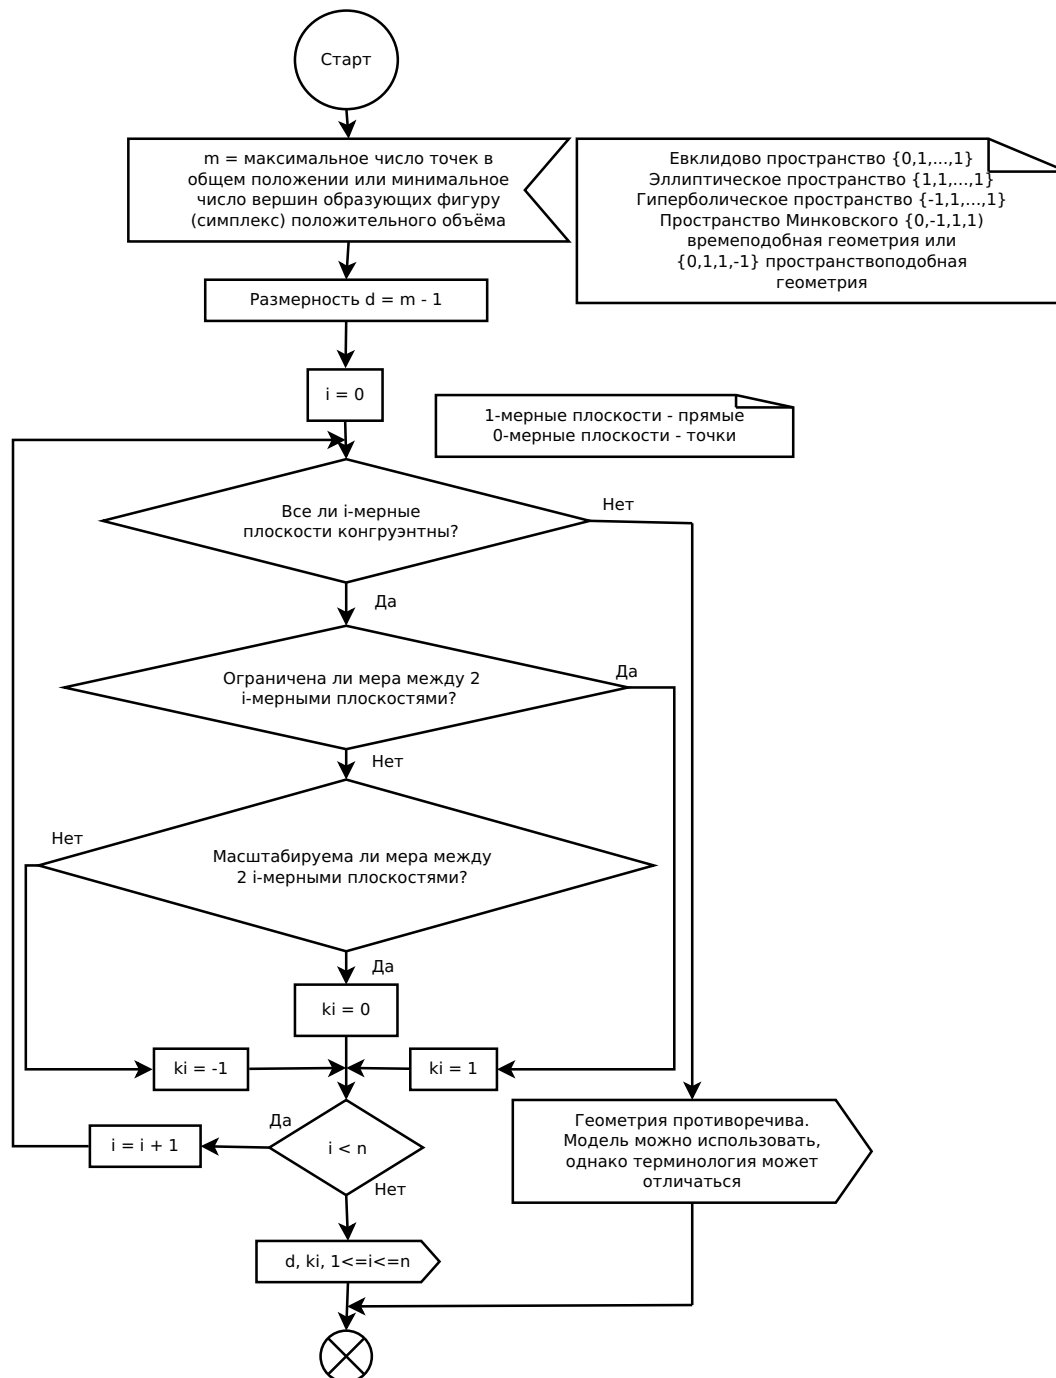 Старт
m = максимальное число точек в
общем положении или минимальное
число вершин образующих фигуру
(симплекс) положительного объёма
Евклидово пространство {0,1,...,1}
Эллиптическое пространство {1,1,...,1}
Гиперболическое пространство {-1,1,...,1}
Пространство Минковского {0,-1,1,1)
времеподобная геометрия или
{0,1,1,-1} пространствоподобная
геометрия
Размерность d = m - 1
i = 0
1-мерные плоскости - прямые
0-мерные плоскости - точки
Все ли i-мерные
плоскости конгруэнтны?
Нет
Да
Ограничена ли мера между 2
i-мерными плоскостями?
Да
Нет
Масштабируема ли мера между
2 i-мерными плоскостями?
Нет
Да
ki = 0
ki = -1
ki = 1
Да
i = i + 1
i < n
Нет
Геометрия противоречива.
Модель можно использовать,
однако терминология может
отличаться
d, ki, 1<=i<=n